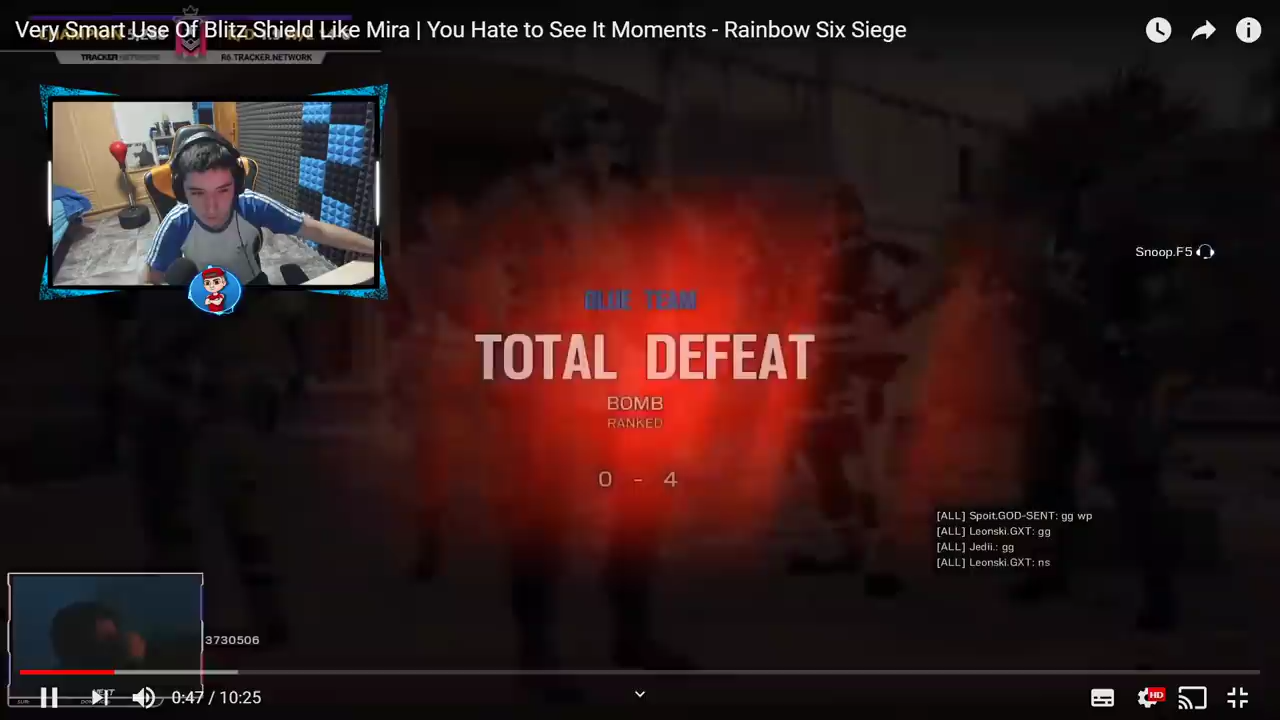 Very Smart Use Of Blitz Shield Like Mira | You Hate to See It Moments - Rainbow Six Siege
CHAMPION
TRACKER NETWORK
R6.TRACKER.NETWORK
Snoop.F5
BLUE TEAM
TOTAL DEFEAT
BOMB
RANKED
0 - 4
[ALL] Spoit.GOD-SENT: gg wp
[ALL] Leonski.GXT: gg
[ALL] Jedii.: gg
[ALL] Leonski.GXT: ns
3730506
0:47 / 10:25
HD